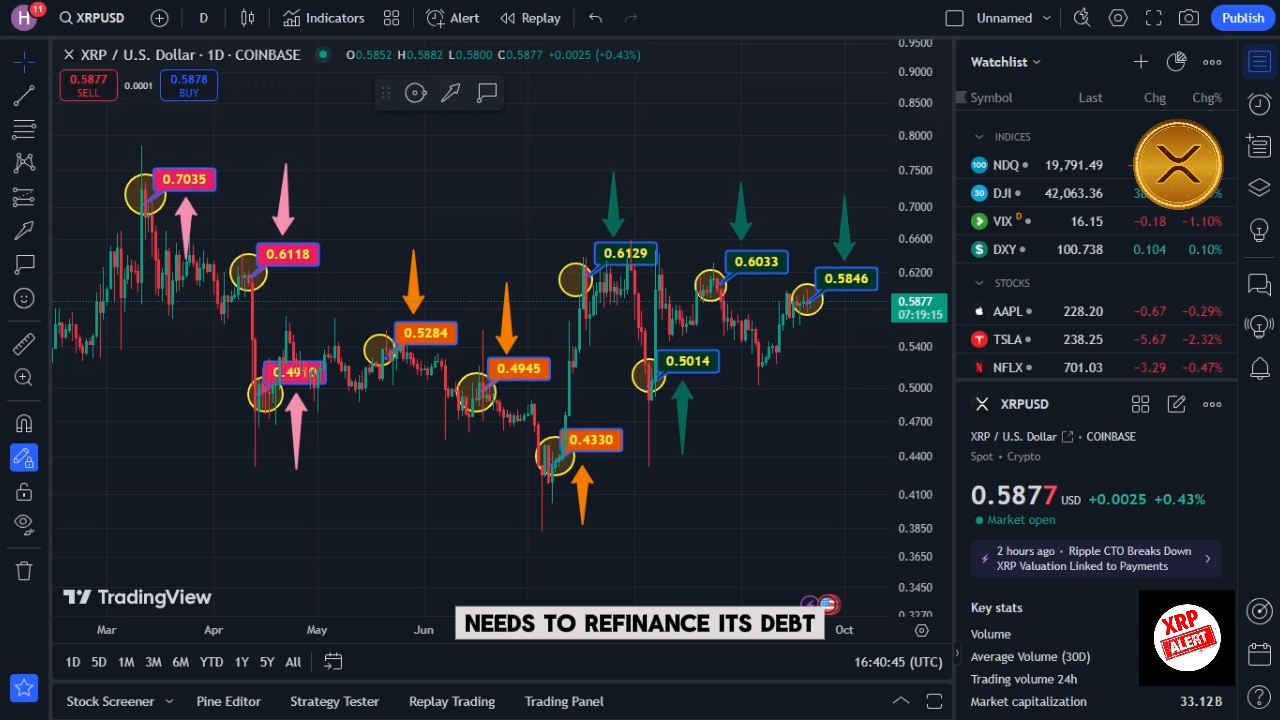 H
11
XRPUSD
D
Indicators
Alert
Replay
Unnamed
Publish
XRP / U.S. Dollar · 1D · COINBASE
O0.5852 H0.5882 L0.5800 C0.5877 +0.0025 (+0.43%)
0.5877
SELL
0.0001
0.5878
BUY
0.7035
0.6118
0.5284
0.4945
0.4330
0.6129
0.5014
0.6033
0.5846
0.9500
0.9000
0.8500
0.8000
0.7500
0.7000
0.6600
0.6200
0.5877
07:19:15
0.5400
0.5000
0.4700
0.4400
0.4100
0.3850
0.3650
0.3450
0.3270
TradingView
Mar
Apr
May
Jun
Oct
NEEDS TO REFINANCE ITS DEBT
1D 5D 1M 3M 6M YTD 1Y 5Y All
16:40:45 (UTC)
Stock Screener
Pine Editor
Strategy Tester
Replay Trading
Trading Panel
Watchlist
Symbol Last Chg Chg%
INDICES
100 NDQ 19,791.49
30 DJI 42,063.36
VIX D 16.15 −0.18 −1.10%
DXY 100.738 0.104 0.10%
STOCKS
AAPL 228.20 −0.67 −0.29%
TSLA 238.25 −5.67 −2.32%
NFLX 701.03 −3.29 −0.47%
XRPUSD
XRP / U.S. Dollar COINBASE
Spot • Crypto
0.5877 USD +0.0025 +0.43%
Market open
2 hours ago • Ripple CTO Breaks Down
XRP Valuation Linked to Payments
Key stats
Volume
Average Volume (30D)
Trading volume 24h
Market capitalization 33.12B
XRP
ALERT